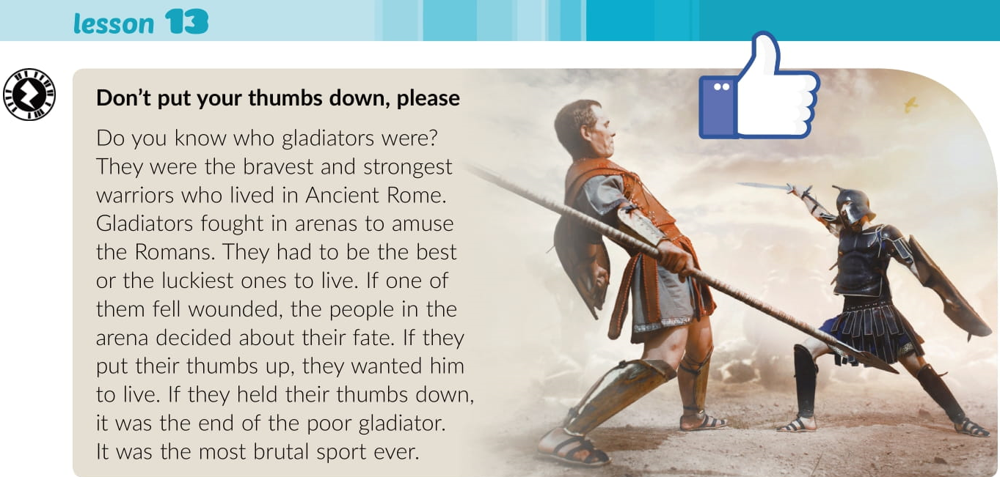 lesson 13
Don't put your thumbs down, please
Do you know who gladiators were?
They were the bravest and strongest
warriors who lived in Ancient Rome.
Gladiators fought in arenas to amuse
the Romans. They had to be the best
or the luckiest ones to live. If one of
them fell wounded, the people in the
arena decided about their fate. If they
put their thumbs up, they wanted him
to live. If they held their thumbs down,
it was the end of the poor gladiator.
It was the most brutal sport ever.